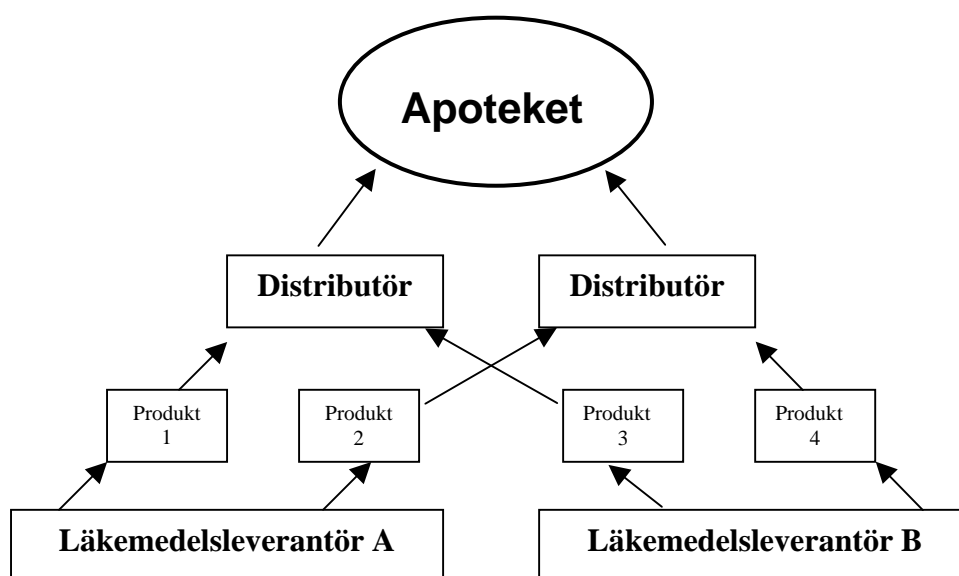 Apoteket
Distributör
Distributör
Produkt
1
Produkt
2
Produkt
3
Produkt
4
Läkemedelsleverantör A
Läkemedelsleverantör B